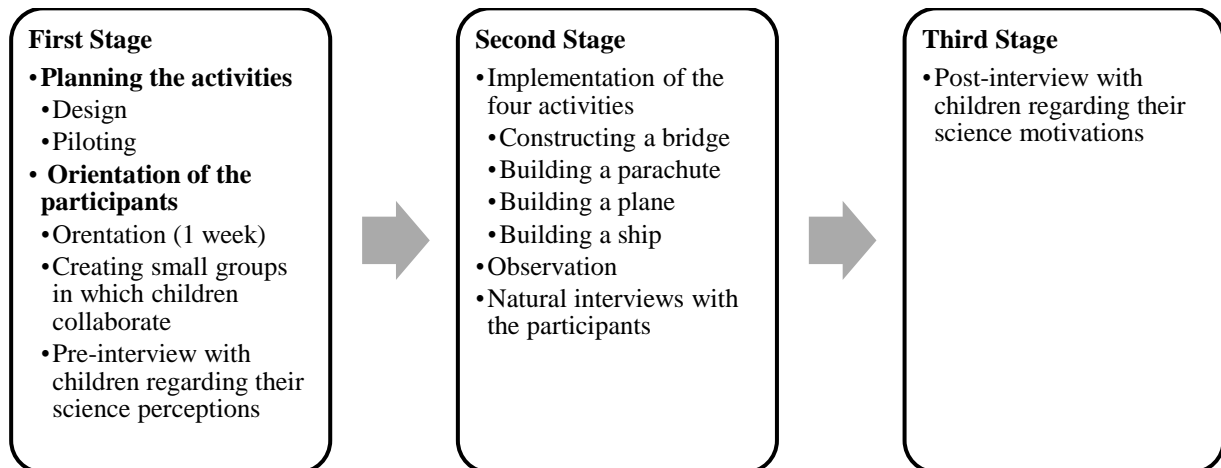 First Stage
•Planning the activities
•Design
•Piloting
• Orientation of the
participants
•Orentation (1 week)
•Creating small groups
in which children
collaborate
•Pre-interview with
children regarding their
science perceptions
Second Stage
•Implementation of the
four activities
•Constructing a bridge
•Building a parachute
•Building a plane
•Building a ship
•Observation
•Natural interviews with
the participants
Third Stage
•Post-interview with
children regarding their
science motivations